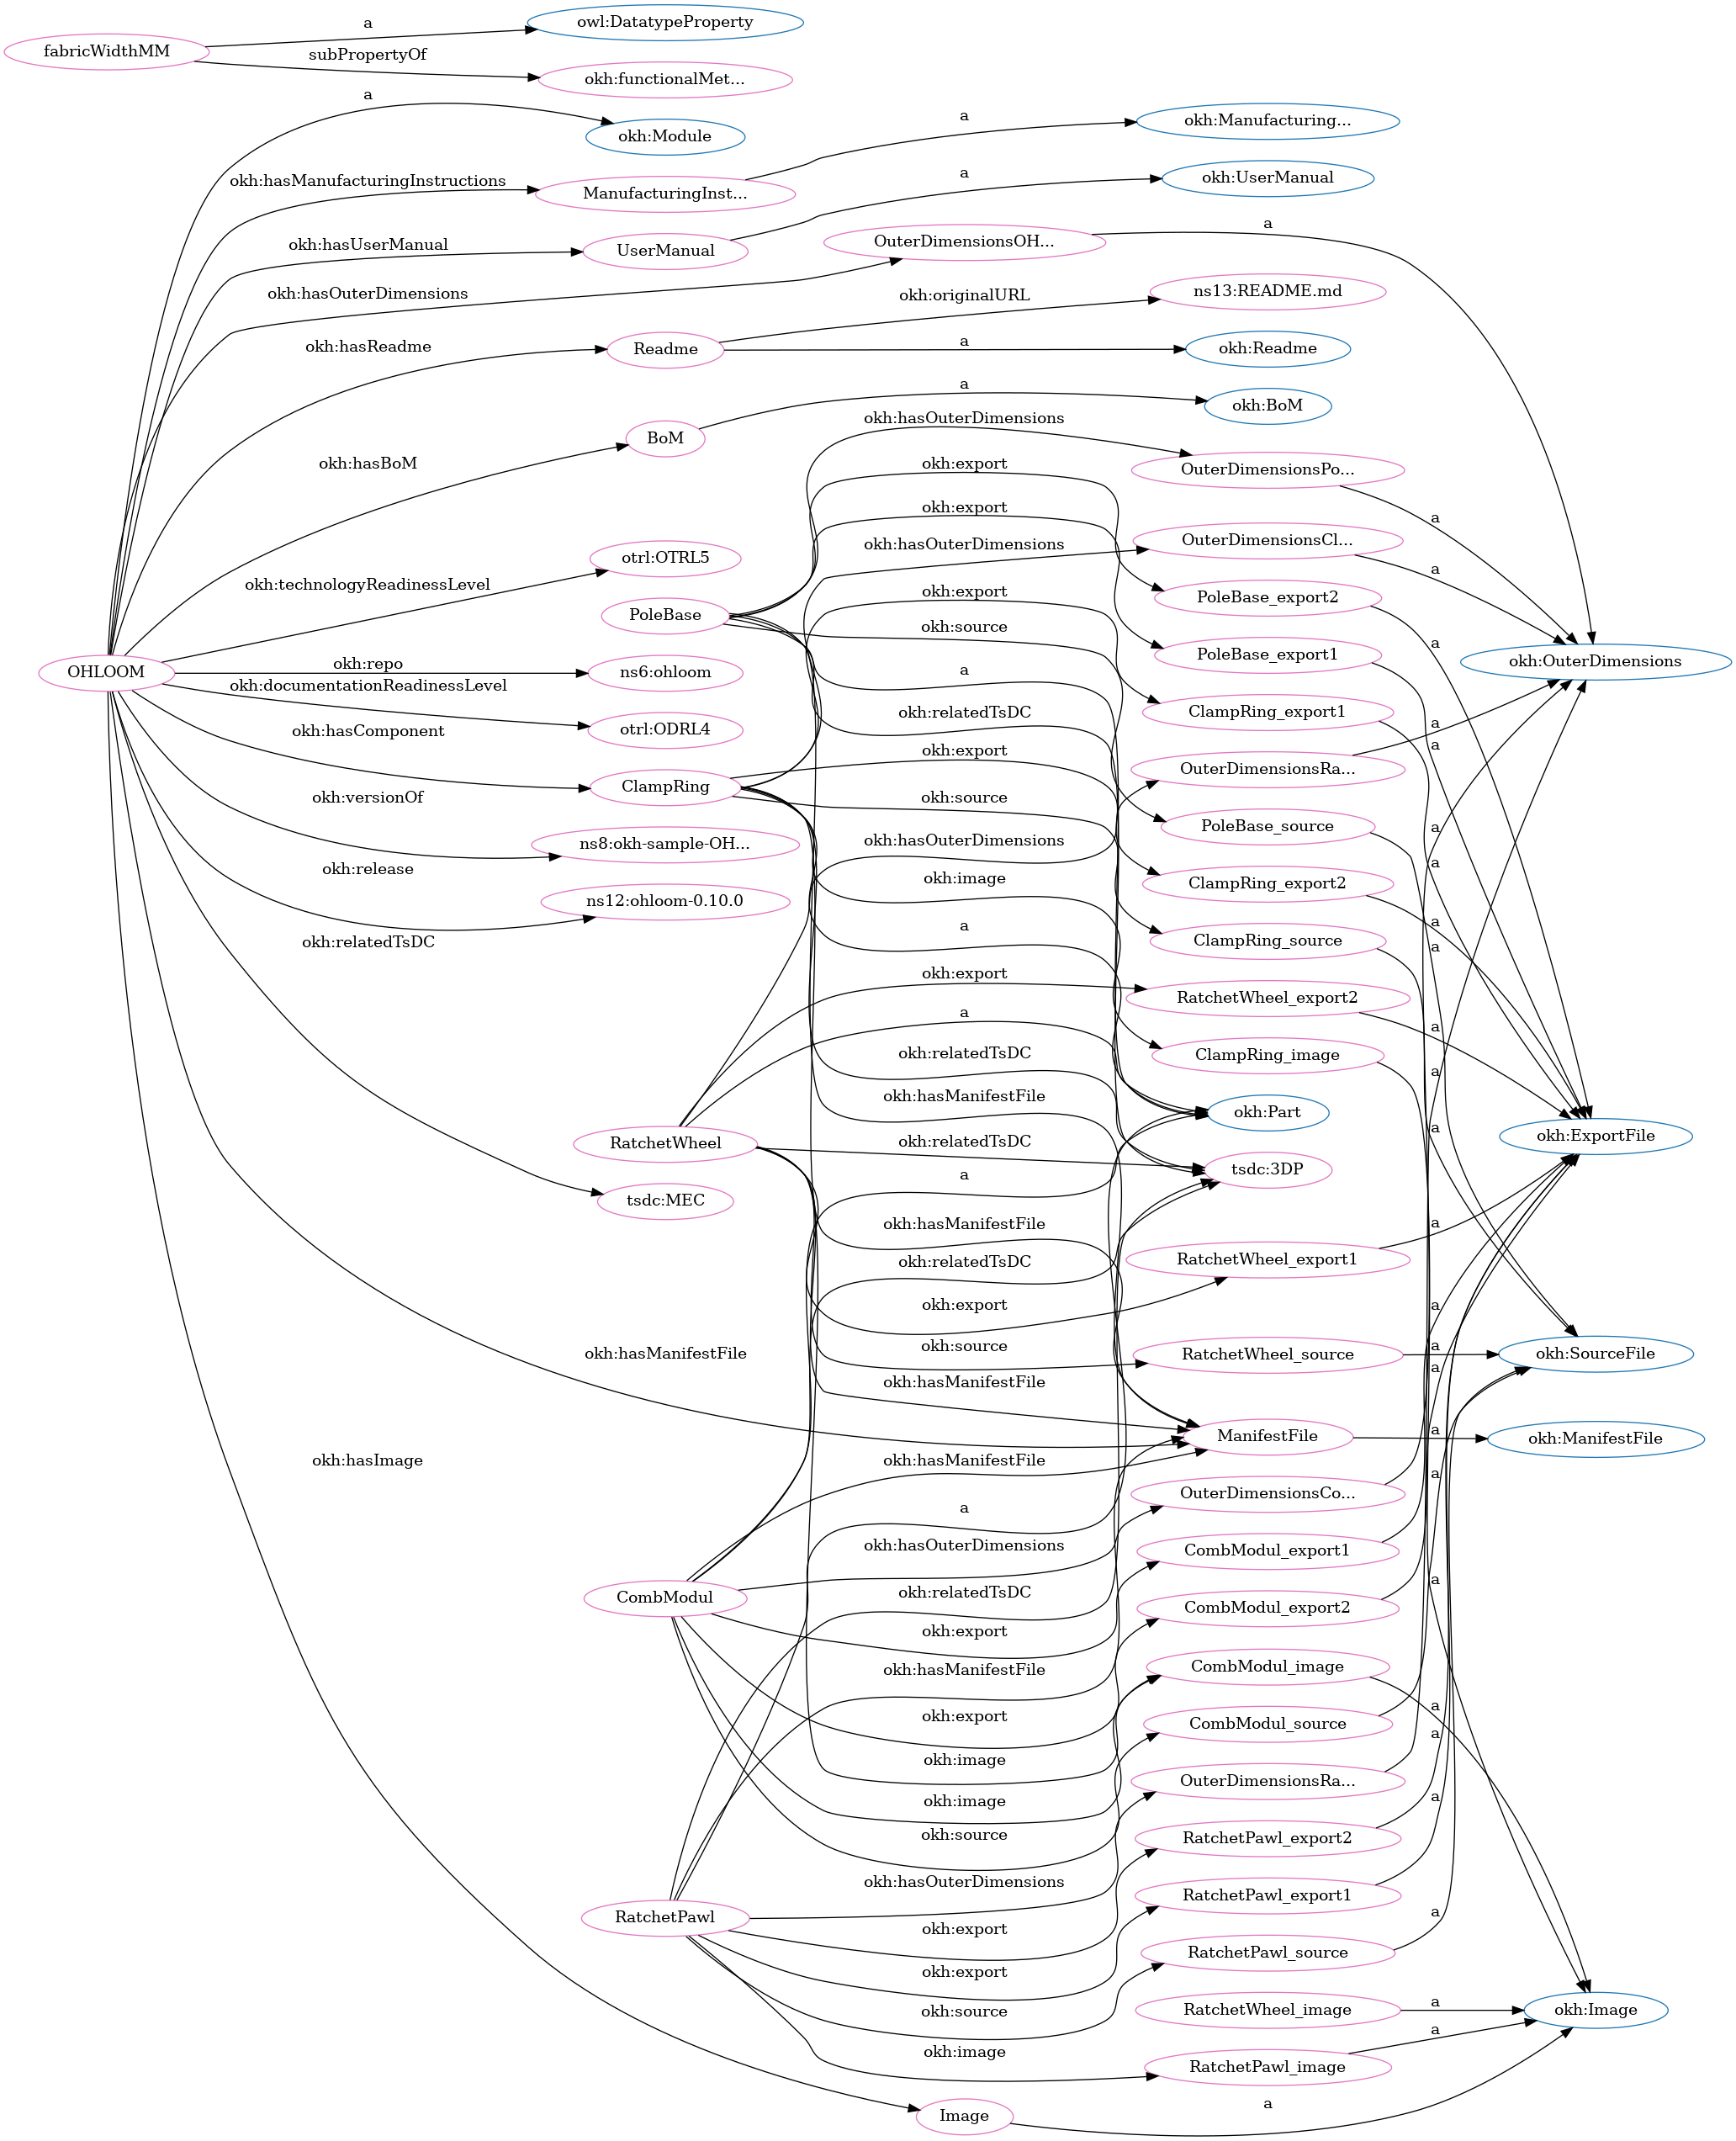 a
owl:DatatypeProperty
fabricWidthMM
subPropertyOf
okh:functionalMet...
a
okh:Module
a
okh:Manufacturing...
okh:hasManufacturingInstructions
ManufacturingInst...
a
okh:UserManual
okh:hasUserManual
UserManual
OuterDimensionsOH...
a
okh:hasOuterDimensions
okh:originalURL
ns13:README.md
okh:hasReadme
Readme
a
okh:Readme
a
okh:BoM
okh:hasBoM
BoM
okh:hasOuterDimensions
okh:export
OuterDimensionsPo...
okh:export
a
okh:hasOuterDimensions
OuterDimensionsCl...
a
otrl:OTRL5
okh:technologyReadinessLevel
okh:export
PoleBase_export2
PoleBase
okh:source
a
PoleBase_export1
okh:OuterDimensions
OHLOOM
okh:repo
ns6:ohloom
a
okh:documentationReadinessLevel
okh:relatedTsDC
ClampRing_export1
a
okh:hasComponent
otrl:ODRL4
okh:export
a
OuterDimensionsRa...
okh:versionOf
ClampRing
okh:source
PoleBase_source
a
ns8:okh-sample-OH...
okh:hasOuterDimensions
a
okh:release
okh:image
ClampRing_export2
ns12:ohloom-0.10.0
a
a
okh:relatedTsDC
ClampRing_source
a
okh:export
RatchetWheel_export2
a
a
okh:relatedTsDC
ClampRing_image
a
okh:hasManifestFile
okh:Part
RatchetWheel
okh:relatedTsDC
a
okh:ExportFile
a
tsdc:3DP
tsdc:MEC
okh:hasManifestFile
a
okh:relatedTsDC
RatchetWheel_export1
okh:export
a
okh:source
RatchetWheel_source
a
okh:SourceFile
okh:hasManifestFile
a
okh:hasManifestFile
ManifestFile
a
okh:ManifestFile
okh:hasImage
okh:hasManifestFile
a
OuterDimensionsCo...
a
okh:hasOuterDimensions
CombModul_export1
CombModul
okh:relatedTsDC
a
CombModul_export2
okh:export
okh:hasManifestFile
CombModul_image
okh:export
a
CombModul_source
a
okh:image
OuterDimensionsRa...
okh:image
a
okh:source
RatchetPawl_export2
okh:hasOuterDimensions
RatchetPawl_export1
RatchetPawl
okh:export
a
RatchetPawl_source
okh:export
okh:source
RatchetWheel_image
a
okh:Image
okh:image
a
RatchetPawl_image
Image
a